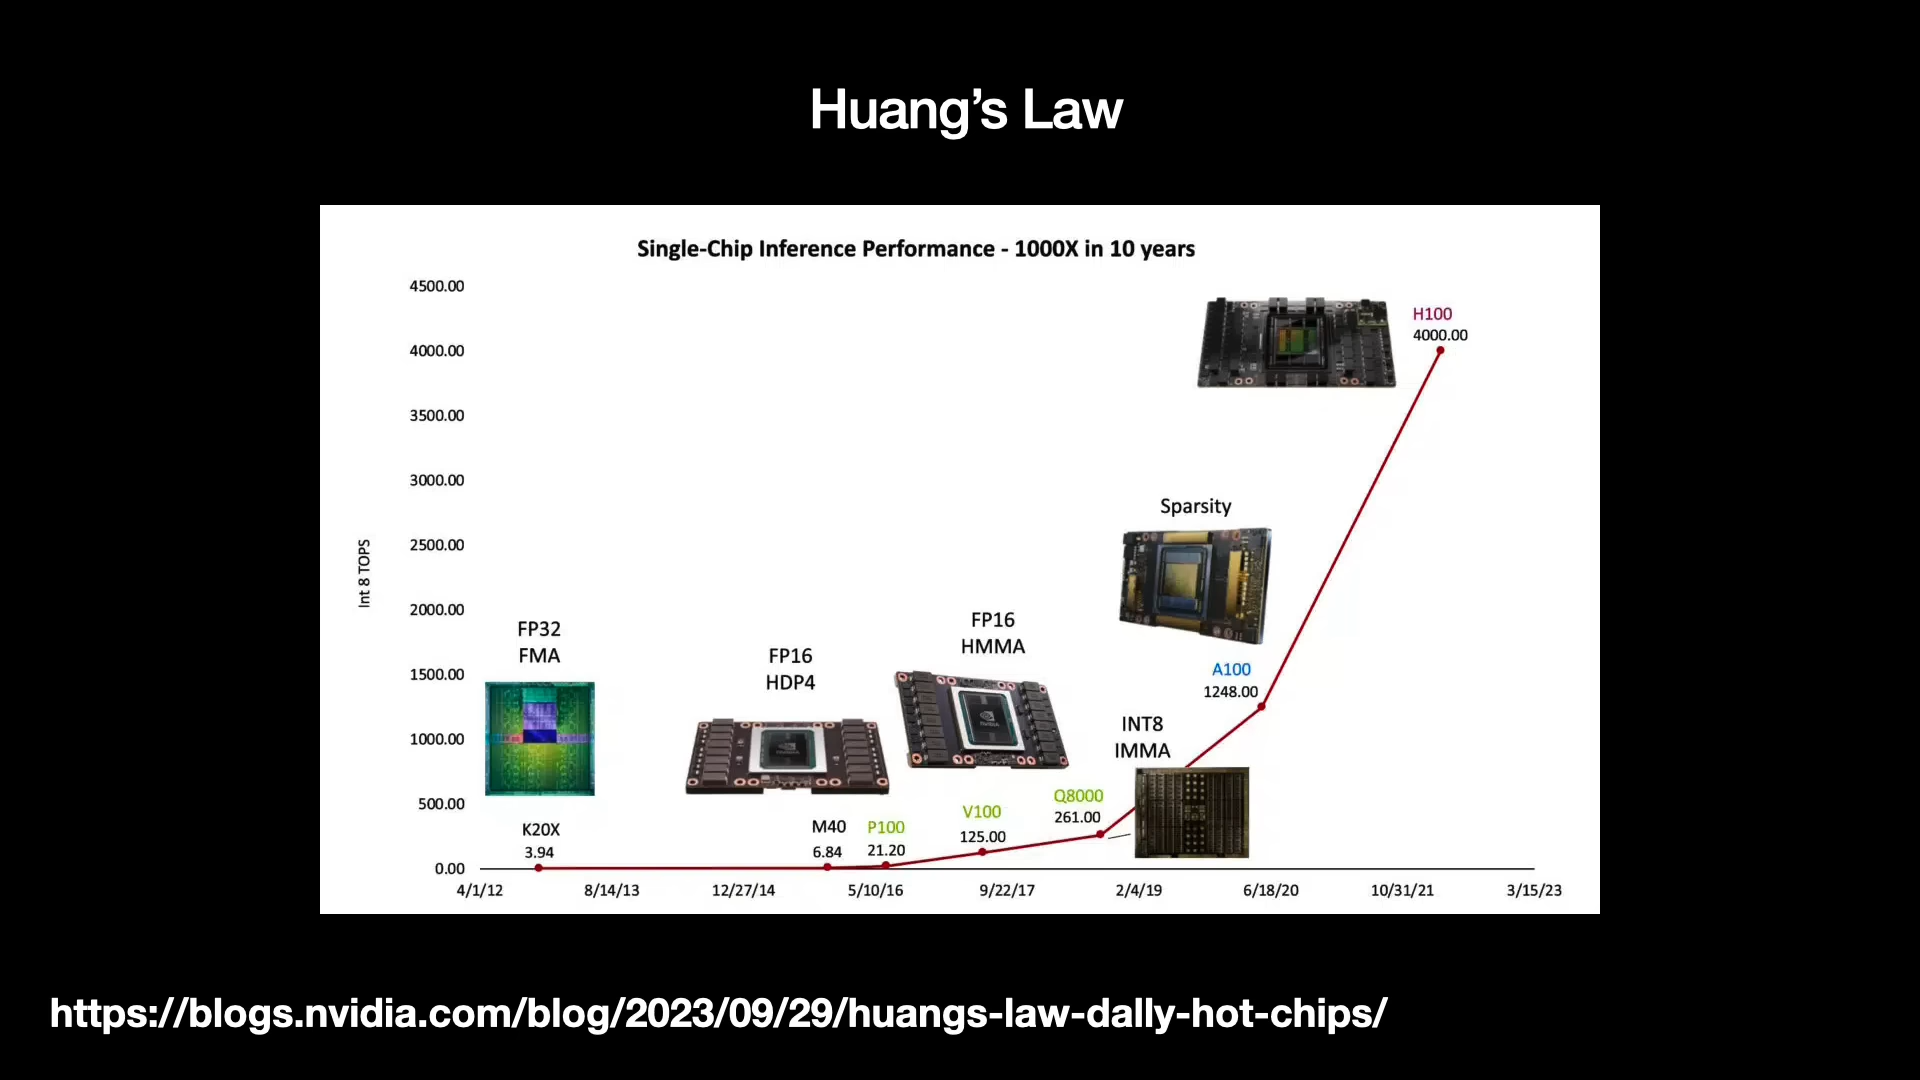 Huang’s Law
Single-Chip Inference Performance - 1000X in 10 years
4500.00
4000.00
3500.00
3000.00
2500.00
2000.00
1500.00
1000.00
500.00
0.00
Int 8 TOPS
4/1/12
8/14/13
12/27/14
5/10/16
9/22/17
2/4/19
6/18/20
10/31/21
3/15/23
FP32
FMA
K20X
3.94
FP16
HDP4
M40
6.84
P100
21.20
FP16
HMMA
NVIDIA
V100
125.00
Q8000
261.00
INT8
IMMA
Sparsity
A100
1248.00
H100
4000.00
https://blogs.nvidia.com/blog/2023/09/29/huangs-law-dally-hot-chips/